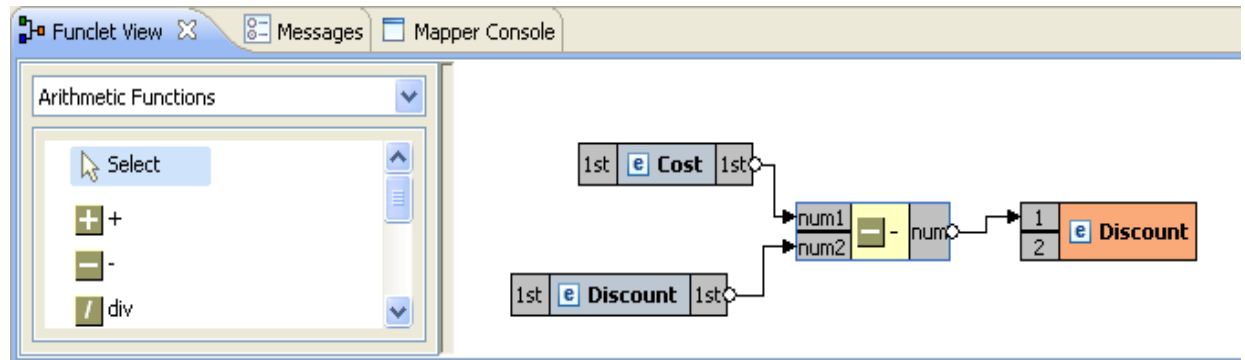 Funclet View Messages Mapper Console
Arithmetic Functions
Select
+ +
- -
/ div
1st e Cost 1st
num1 - - num
num2
1 e Discount
2
1st e Discount 1st